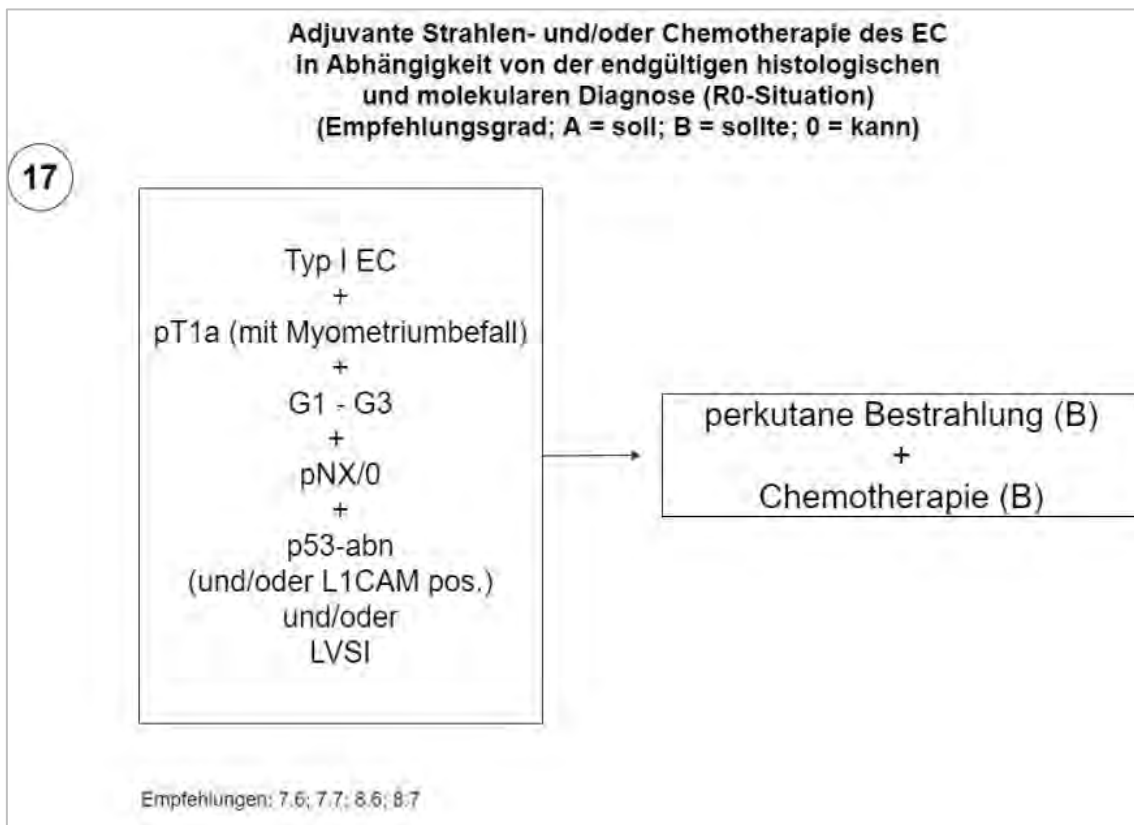 Adjuvante Strahlen- und/oder Chemotherapie des EC
in Abhängigkeit von der endgültigen histologischen
und molekularen Diagnose (R0-Situation)
(Empfehlungsgrad; A = soll; B = sollte; 0 = kann)
17
Typ I EC
+
pT1a (mit Myometriumbefall)
+
G1 - G3
+
pNX/0
+
p53-abn
(und/oder L1CAM pos.)
und/oder
LVSI
perkutane Bestrahlung (B)
+
Chemotherapie (B)
Empfehlungen: 7.6; 7.7; 8.6; 8.7